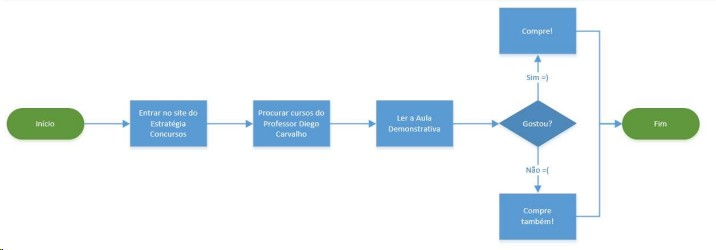 Início
Entrar no site do
Estratégia
Concursos
Procurar cursos do
Professor Diego
Carvalho
Ler a Aula
Demonstrativa
Gostou?
Sim =)
Compre!
Não =(
Compre
também!
Fim